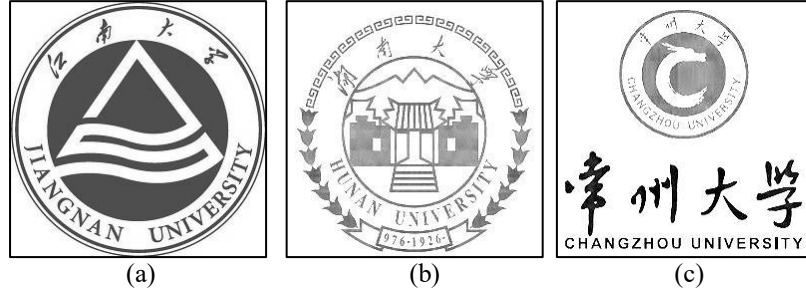 江南大学
JIANGNAN UNIVERSITY
(a)
湖南大學
HUNAN UNIVERSITY
976-1926-
(b)
常州大学
CHANGZHOU UNIVERSITY
常州大学
CHANGZHOU UNIVERSITY
(c)